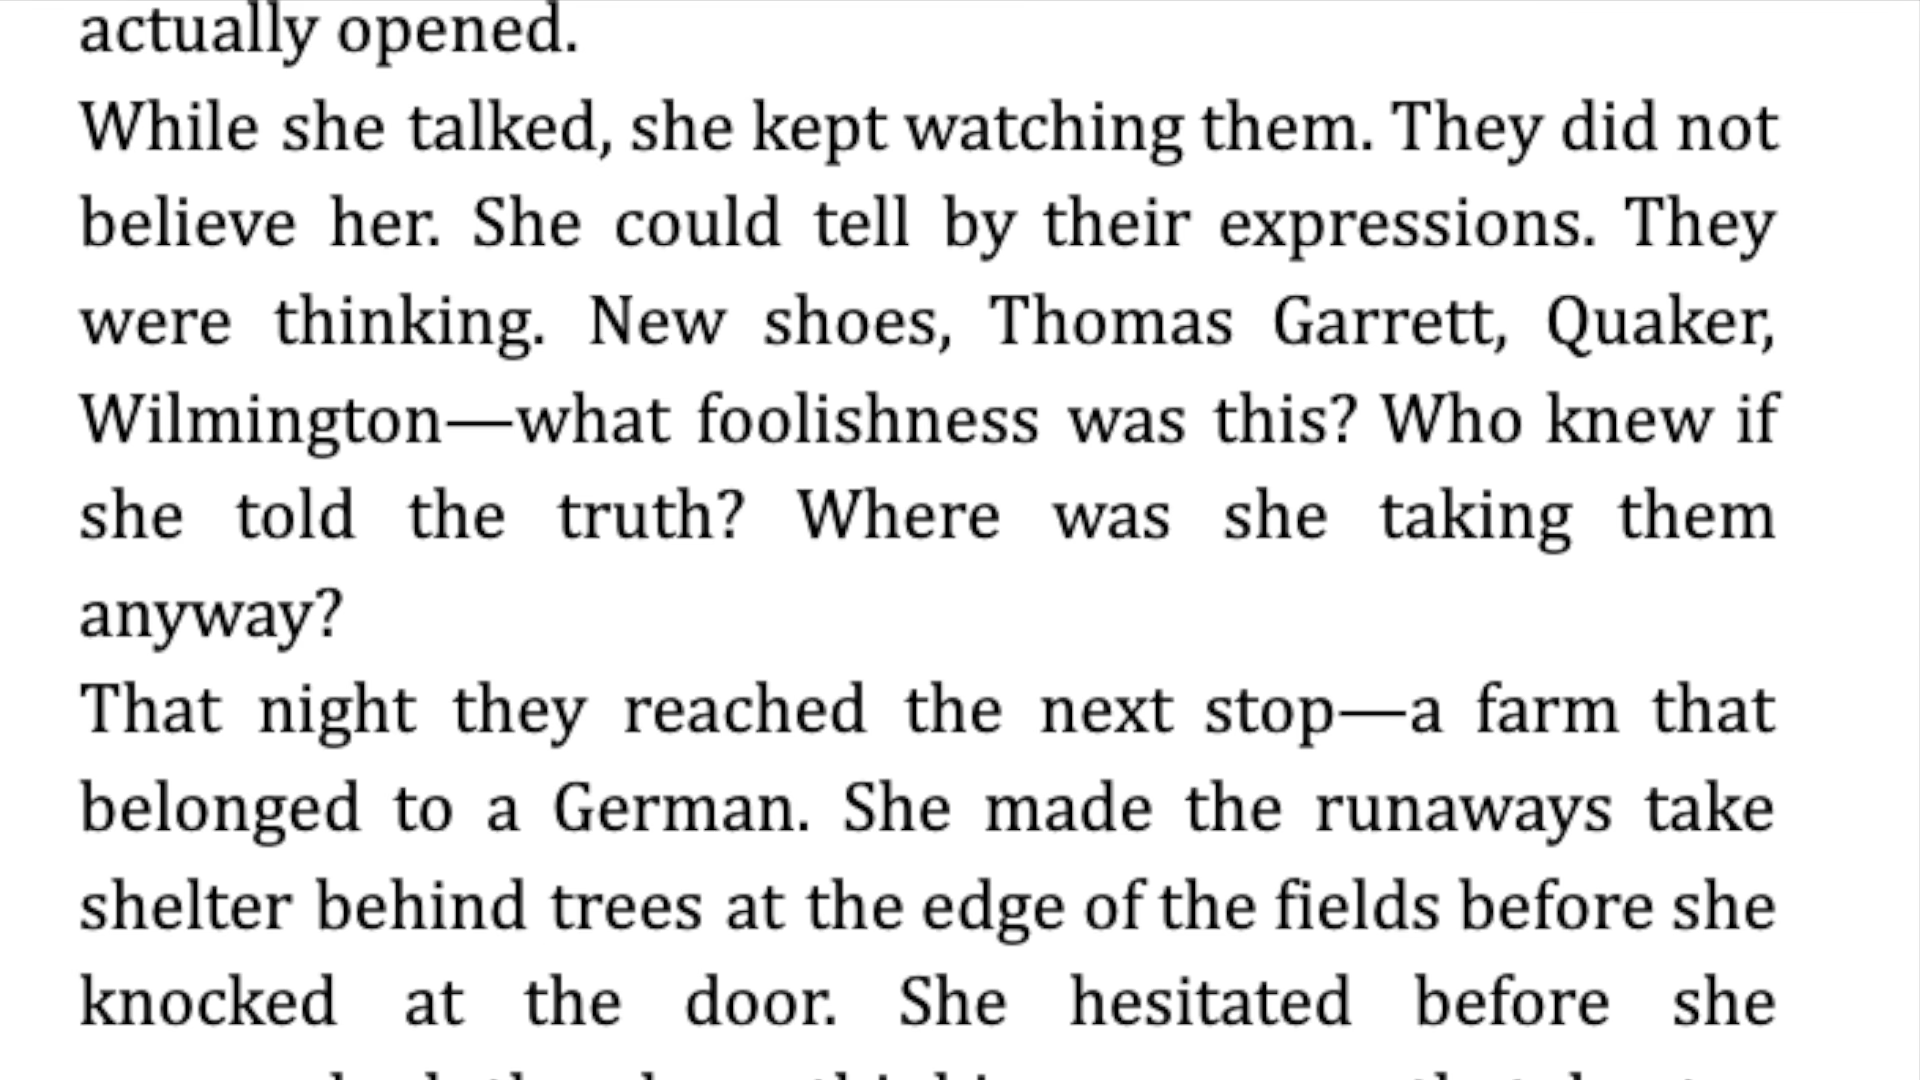 actually opened.
While she talked, she kept watching them. They did not
believe her. She could tell by their expressions. They
were thinking. New shoes, Thomas Garrett, Quaker,
Wilmington—what foolishness was this? Who knew if
she told the truth? Where was she taking them
anyway?
That night they reached the next stop—a farm that
belonged to a German. She made the runaways take
shelter behind trees at the edge of the fields before she
knocked at the door. She hesitated before she